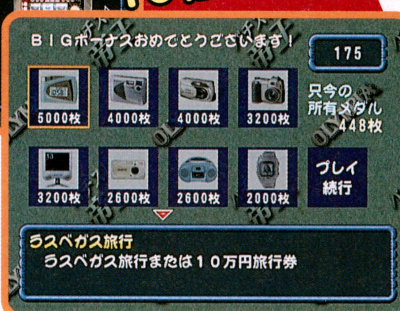 BIGボーナスおめでとうございます!
175
5000枚
4000枚
4000枚
3200枚
只今の
所有メダル
448枚
3200枚
2600枚
2600枚
2000枚
プレイ
続行
ラスベガス旅行
ラスベガス旅行または10万円旅行券